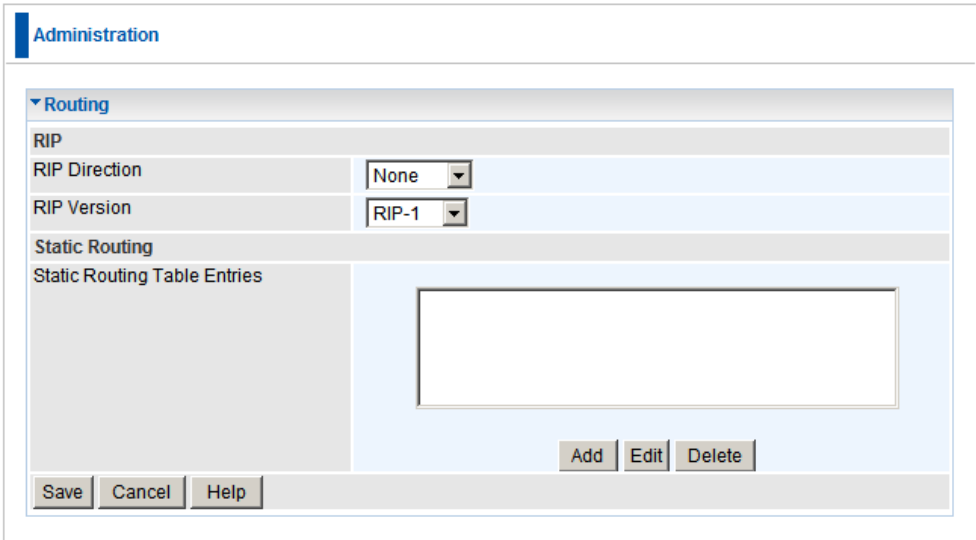 Administration
Routing
RIP
RIP Direction
None
RIP Version
RIP-1
Static Routing
Static Routing Table Entries
Add Edit Delete
Save Cancel Help